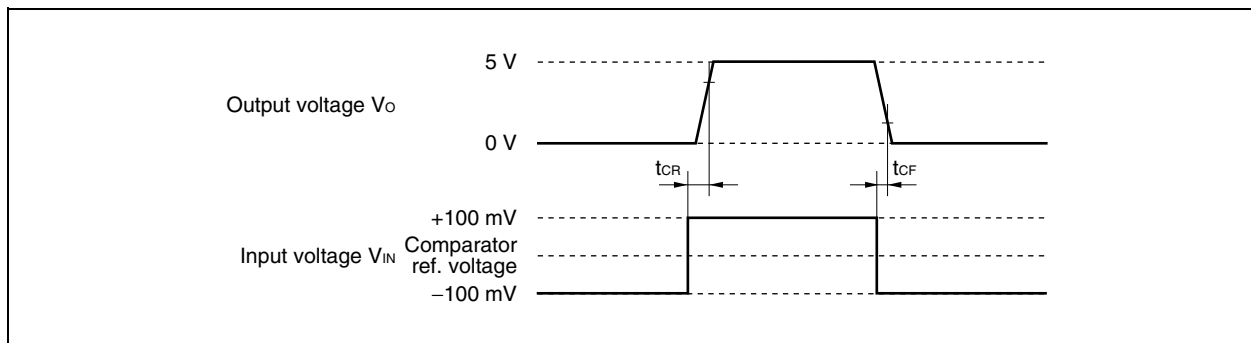 5 V
Output voltage VO
0 V
tCR
tCF
+100 mV
Input voltage VIN
Comparator
ref. voltage
−100 mV